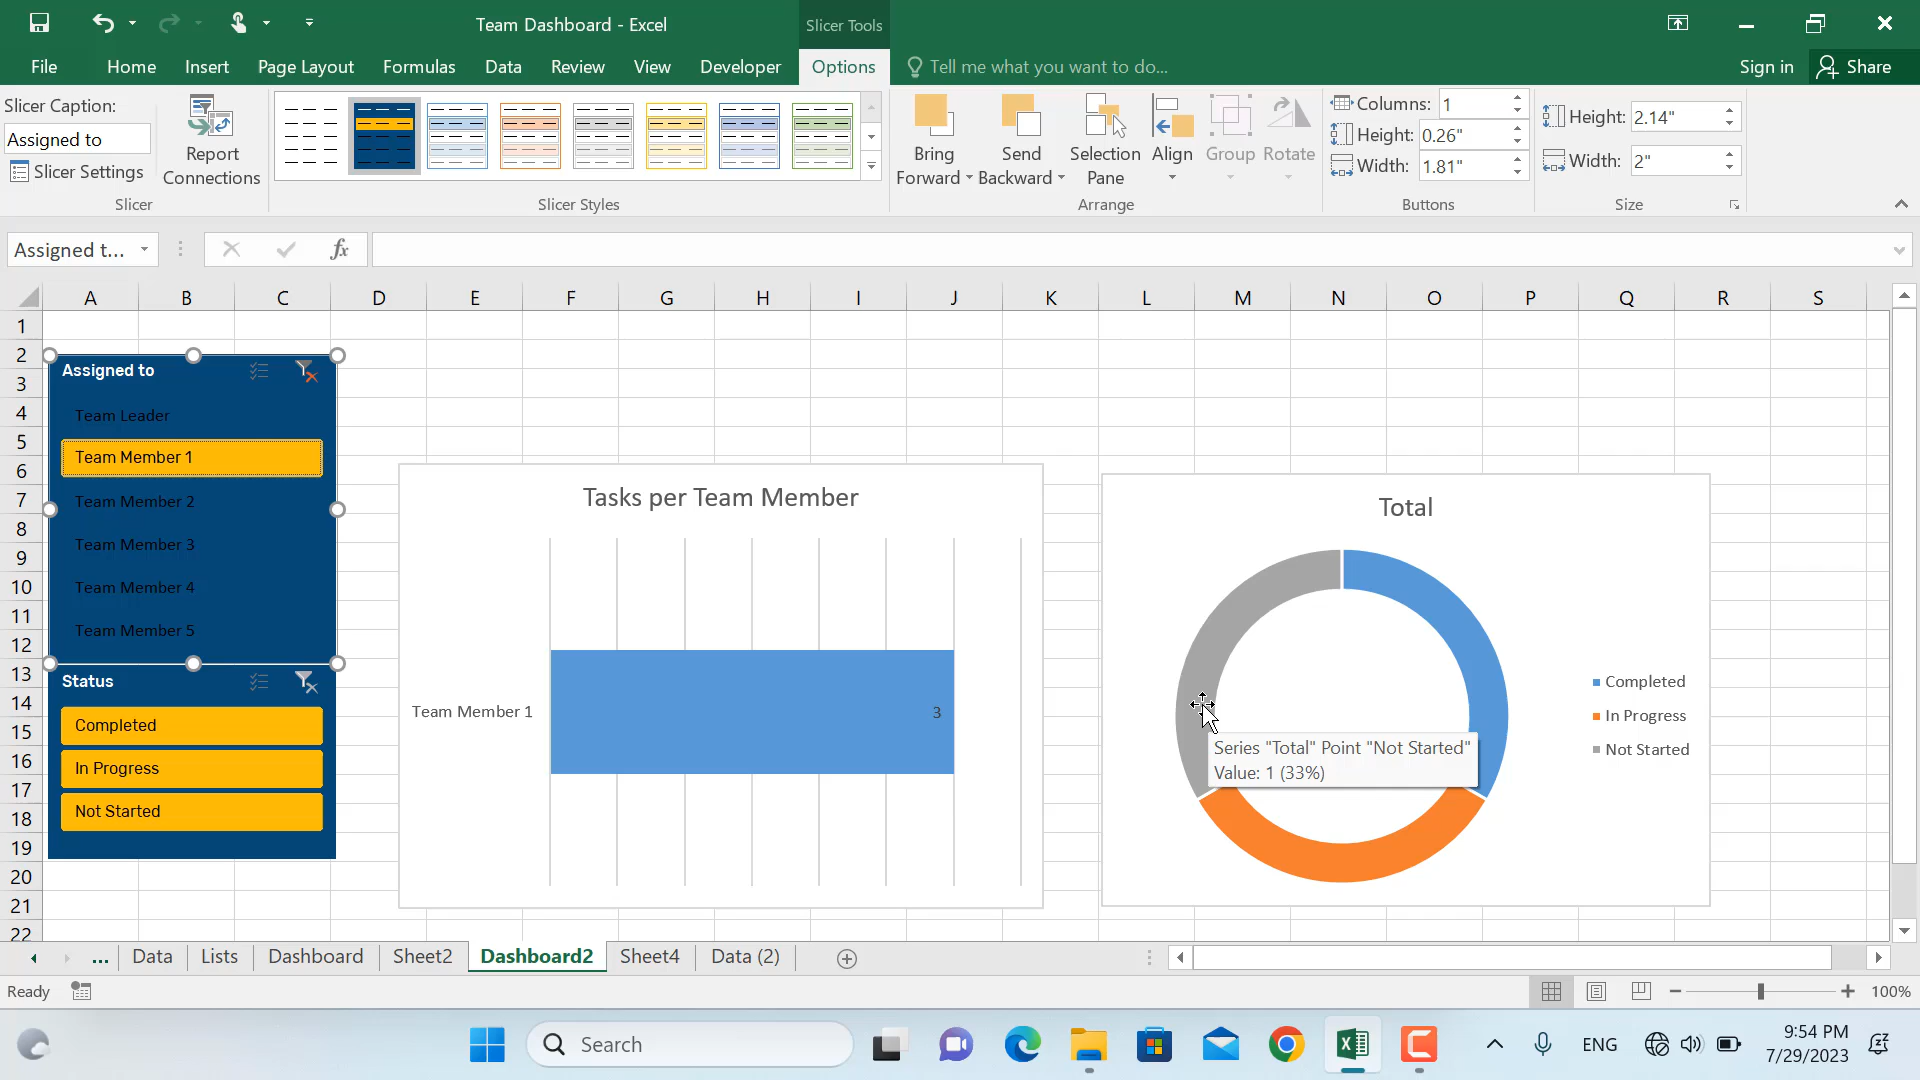 Team Dashboard - Excel
Slicer Tools
File
Home
Insert
Page Layout
Formulas
Data
Review
View
Developer
Options
Tell me what you want to do...
Sign in
Share
Slicer Caption:
Assigned to
Slicer Settings
Report
Connections
Slicer
Slicer Styles
Bring
Forward
Send
Backward
Selection
Pane
Align
Group
Rotate
Arrange
Columns: 1
Height: 0.26"
Width: 1.81"
Buttons
Height: 2.14"
Width: 2"
Size
Assigned t...
fx
A B C D E F G H I J K L M N O P Q R S
1
2
3
4
5
6
7
8
9
10
11
12
13
14
15
16
17
18
19
20
21
22
Assigned to
Team Leader
Team Member 1
Team Member 2
Team Member 3
Team Member 4
Team Member 5
Status
Completed
In Progress
Not Started
Tasks per Team Member
Team Member 1
3
Total
Series "Total" Point "Not Started"
Value: 1 (33%)
Completed
In Progress
Not Started
... Data Lists Dashboard Sheet2 Dashboard2 Sheet4 Data (2)
Ready
100%
Search
ENG
9:54 PM
7/29/2023